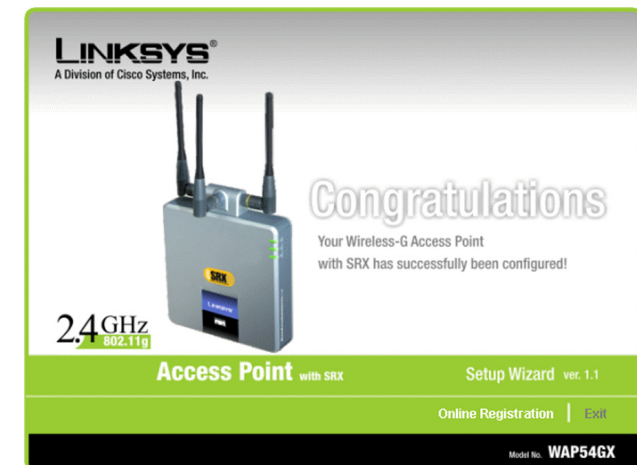 LINKSYS®
A Division of Cisco Systems, Inc.
Congratulations
Your Wireless-G Access Point
with SRX has successfully been configured!
SRX
LINKSYS
2.4GHz
802.11g
Access Point with SRX
Setup Wizard ver. 1.1
Online Registration | Exit
Model No. WAP54GX